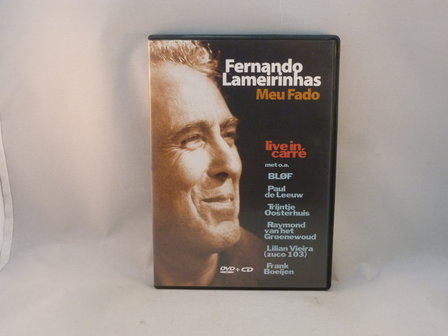 Fernando
Lameirinhas
Meu Fado
live in
carré
met o.a.
BLØF
Paul
de Leeuw
Trijntje
Oosterhuis
Raymond
van het
Groenewoud
Lilian Vieira
(zuco 103)
Frank
Boeijen
DVD + CD